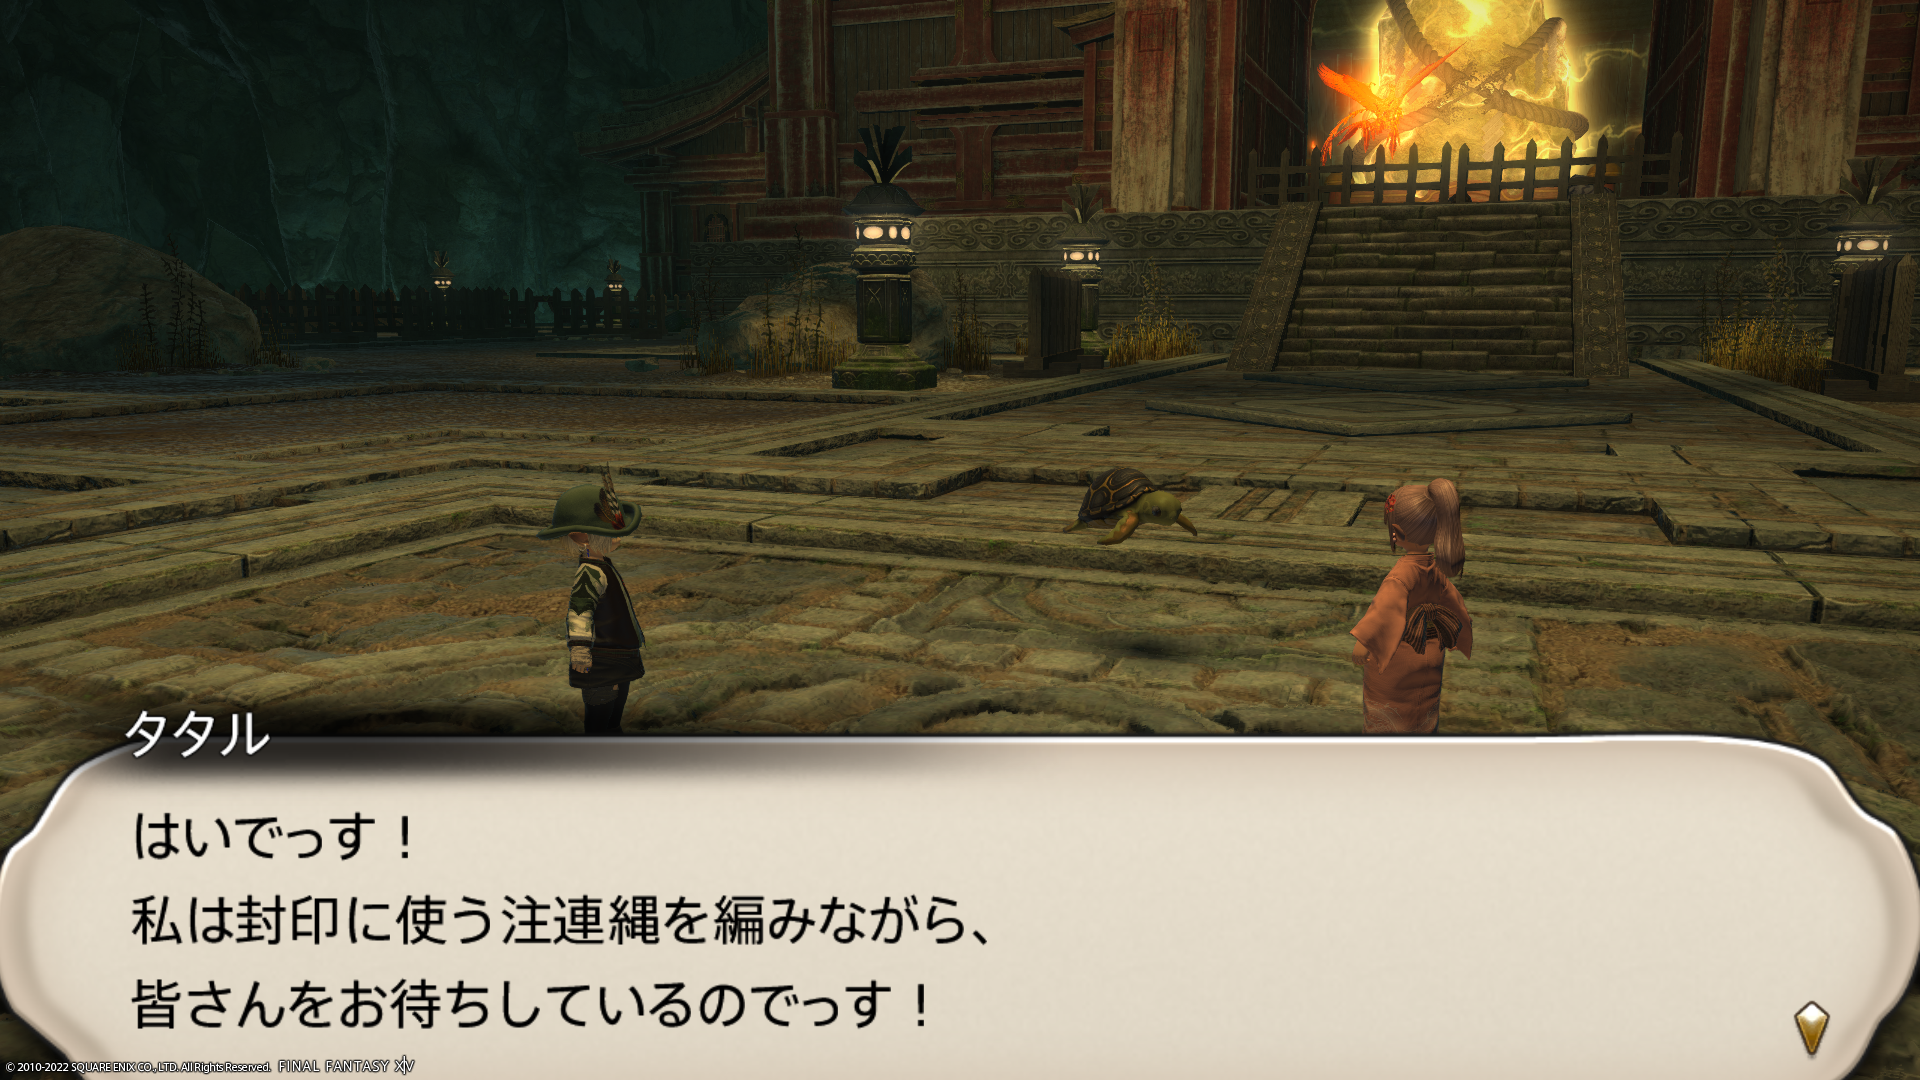 タタル
はいでっす！
私は封印に使う注連縄を編みながら、
皆さんをお待ちしているのでっす！
© 2010-2022 SQUARE ENIX CO., LTD. All Rights Reserved. FINAL FANTASY XIV